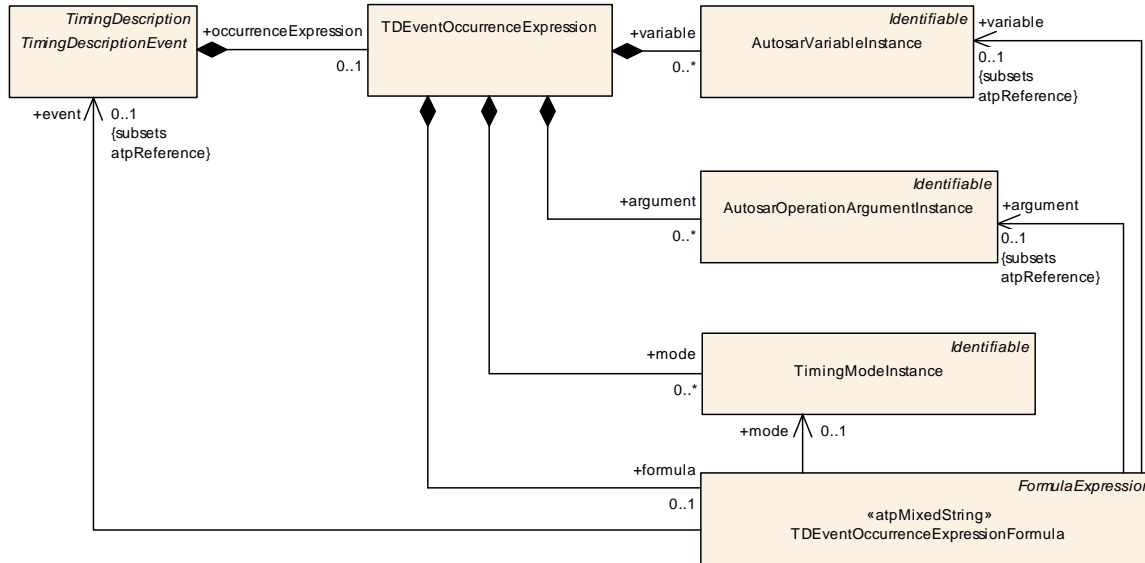 TimingDescription
TimingDescriptionEvent
+occurrenceExpression
0..1
TDEventOccurrenceExpression
+variable
0..*
Identifiable
AutosarVariableInstance
+variable
0..1
{subsets
atpReference}
+event
0..1
{subsets
atpReference}
+argument
0..*
Identifiable
AutosarOperationArgumentInstance
+argument
0..1
{subsets
atpReference}
+mode
0..*
Identifiable
TimingModeInstance
+mode
0..1
+formula
0..1
FormulaExpression
«atpMixedString»
TDEventOccurrenceExpressionFormula